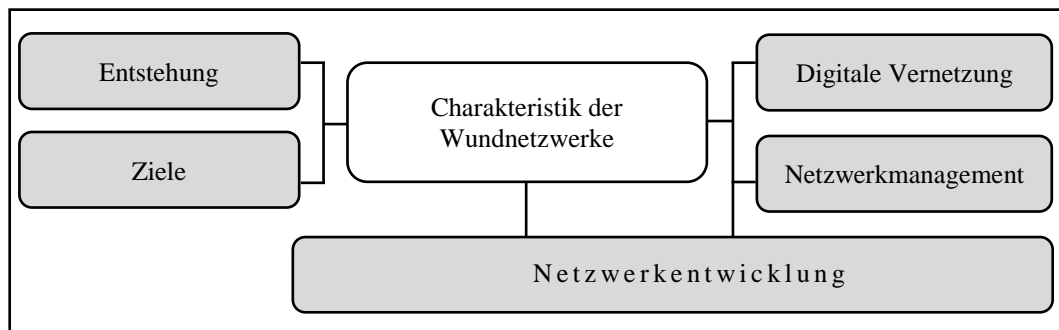 Entstehung
Ziele
Charakteristik der
Wundnetzwerke
Digitale Vernetzung
Netzwerkmanagement
Netzwerkentwicklung